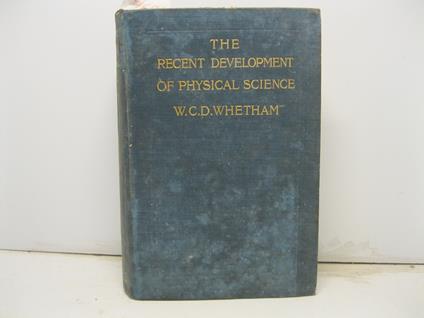 THE
RECENT DEVELOPMENT
OF PHYSICAL SCIENCE
W.C.D.WHETHAM